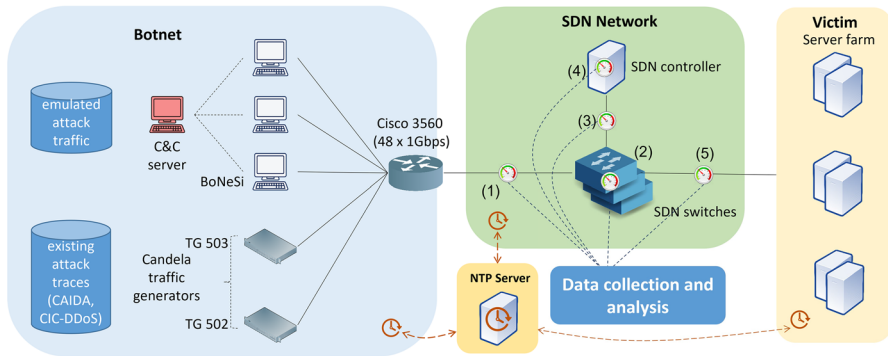 Botnet
emulated
attack
traffic
C&C
server
BoNeSi
Cisco 3560
(48 x 1Gbps)
existing
attack
traces
(CAIDA,
CIC-DDoS)
TG 503
Candela
traffic
generators
TG 502
SDN Network
(4)
SDN controller
(3)
(2)
(1)
(5)
SDN switches
NTP Server
Data collection and
analysis
Victim
Server farm